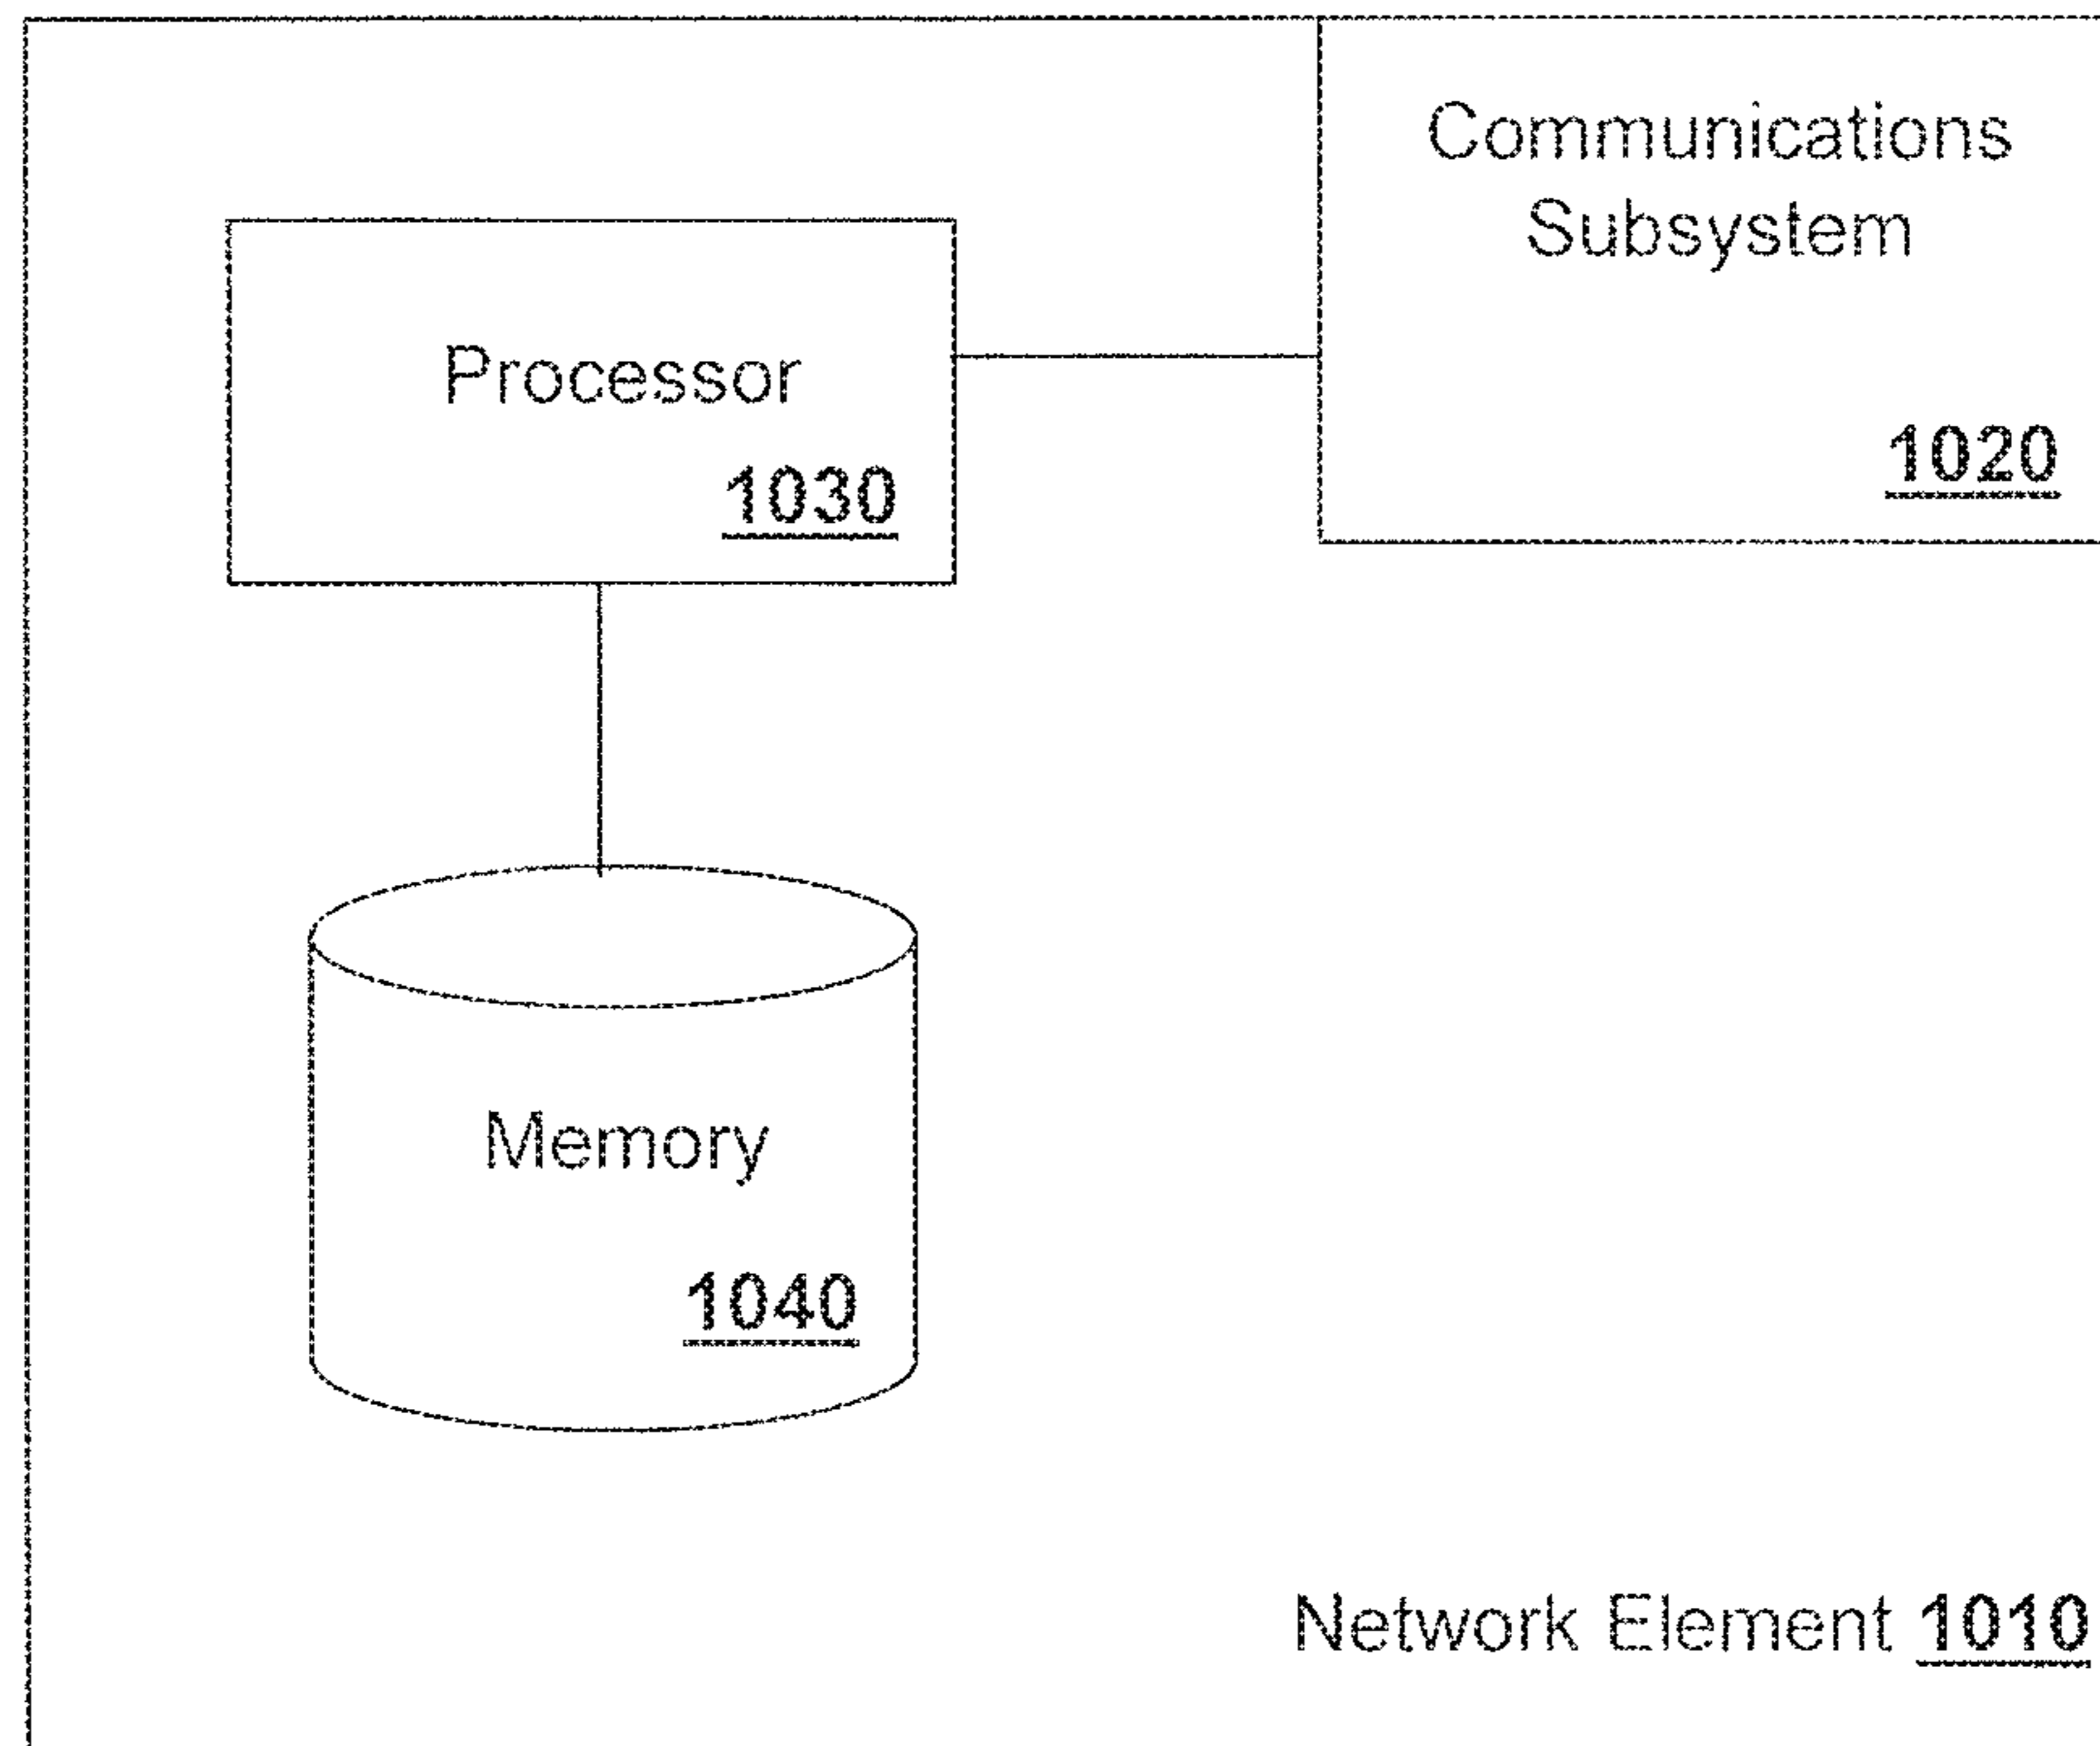 Communications
Subsystem
1020
Processor
1030
Memory
1040
Network Element 1010